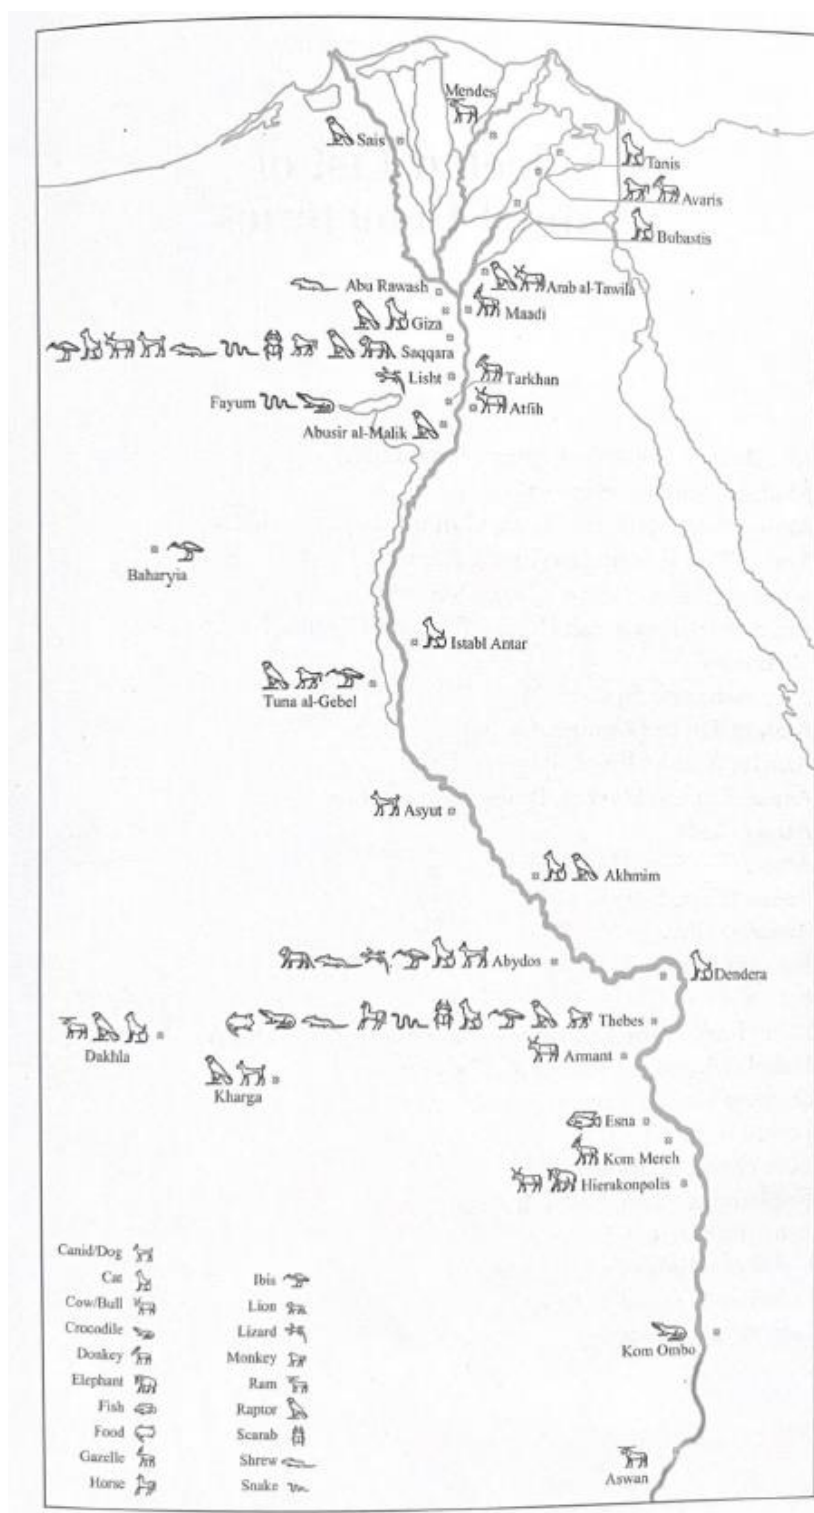 Mendes
Sais
Tanis
Avaris
Bubastis
Abu Rawash
Arab al-Tawila
Giza
Maadi
Saqqara
Lisht
Tarkhan
Fayum
Atfih
Abusir al-Malik
Baharyia
Istabl Antar
Tuna al-Gebel
Asyut
Akhmim
Abydos
Dendera
Thebes
Dakhla
Armant
Kharga
Esna
Kom Mereh
Hierakonpolis
Kom Ombo
Aswan
Canid/Dog
Cat
Cow/Bull
Crocodile
Donkey
Elephant
Fish
Food
Gazelle
Horse
Ibis
Lion
Lizard
Monkey
Ram
Raptor
Scarab
Shrew
Snake